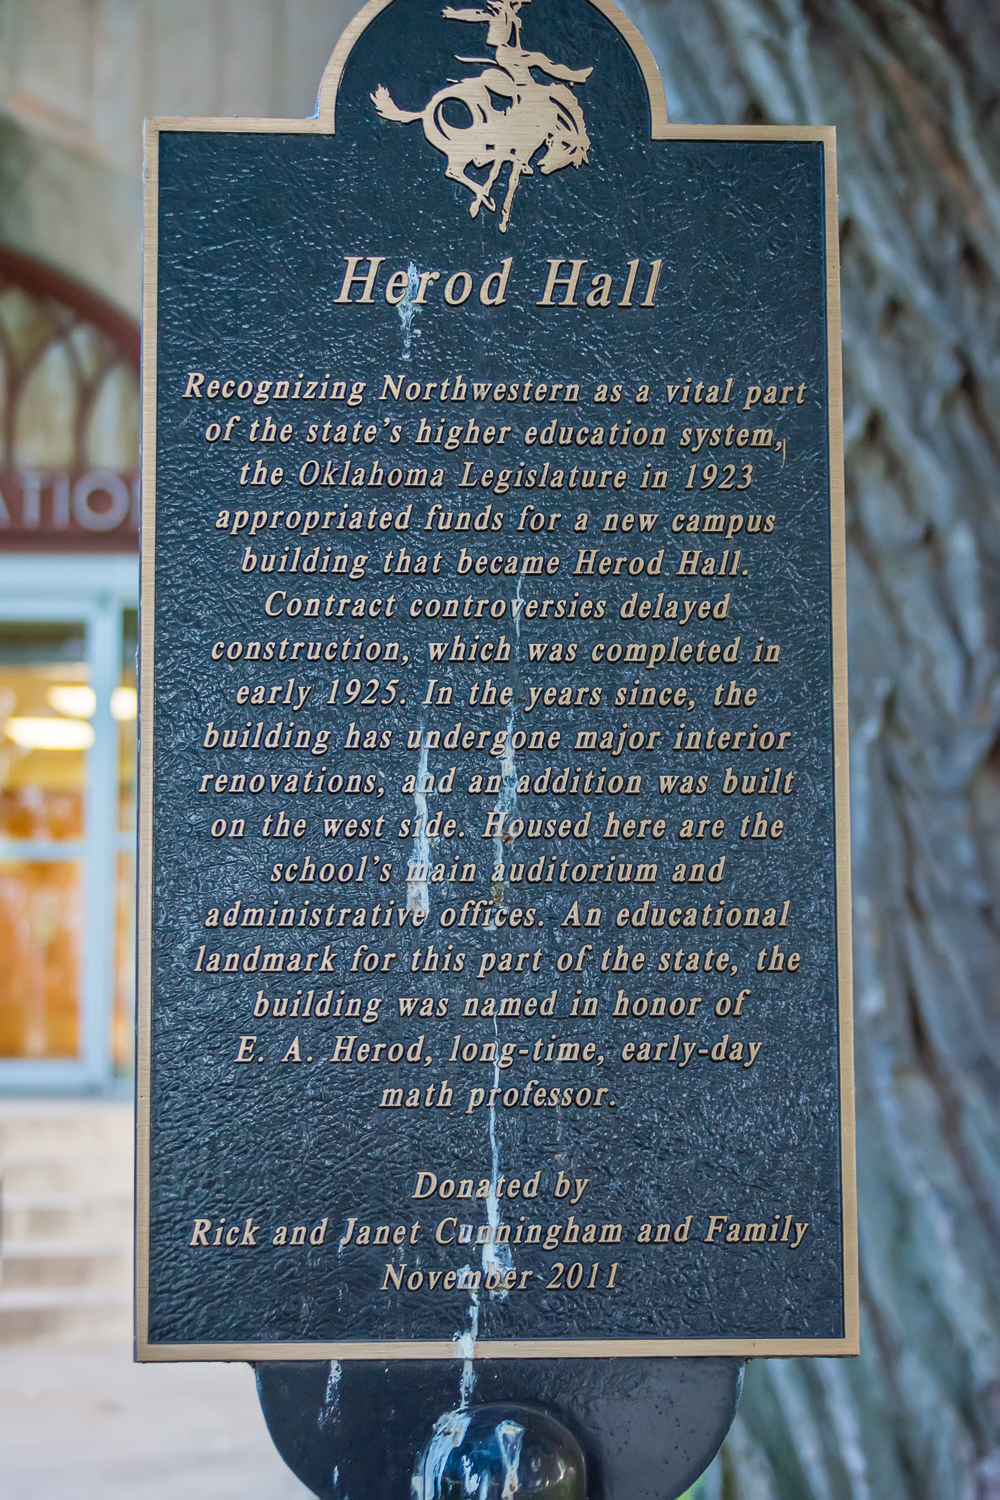 Herod Hall
Recognizing Northwestern as a vital part
of the state's higher education system,
the Oklahoma Legislature in 1923
appropriated funds for a new campus
building that became Herod Hall.
Contract controversies delayed
construction, which was completed in
early 1925. In the years since, the
building has undergone major interior
renovations, and an addition was built
on the west side. Housed here are the
school's main auditorium and
administrative offices. An educational
landmark for this part of the state, the
building was named in honor of
E. A. Herod, long-time, early-day
math professor.
Donated by
Rick and Janet Cunningham and Family
November 2011